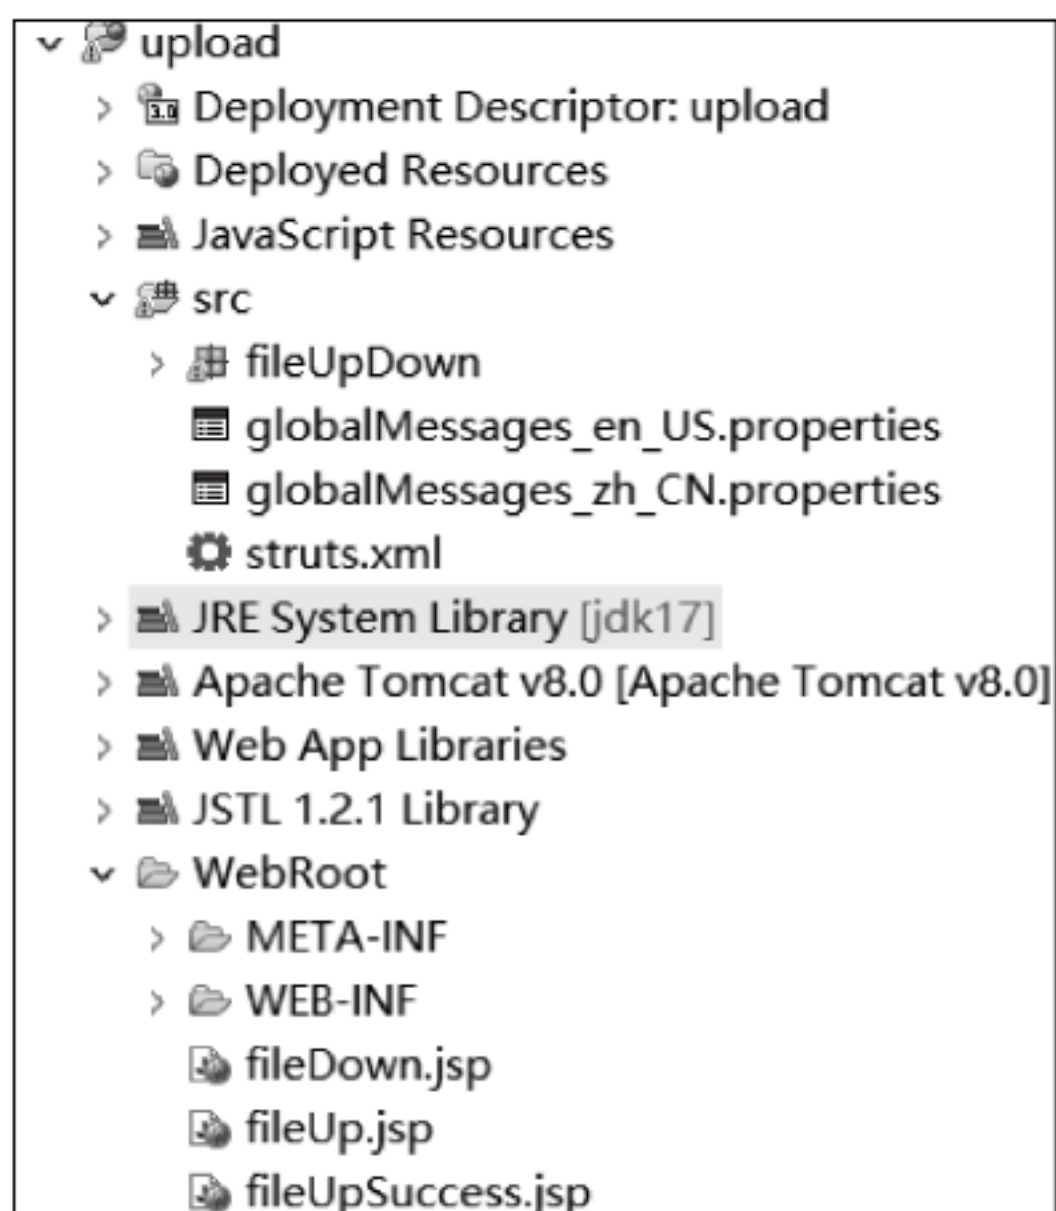 upload
3.0 Deployment Descriptor: upload
Deployed Resources
JavaScript Resources
src
fileUpDown
globalMessages_en_US.properties
globalMessages_zh_CN.properties
struts.xml
JRE System Library [jdk17]
Apache Tomcat v8.0 [Apache Tomcat v8.0]
Web App Libraries
JSTL 1.2.1 Library
WebRoot
META-INF
WEB-INF
fileDown.jsp
fileUp.jsp
fileUpSuccess.jsp